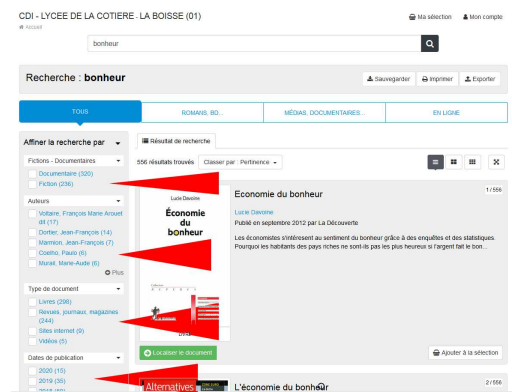 CDI - LYCEE DE LA COTIERE - LA BOISSE (01)
Ma sélection
Mon compte
Accueil
bonheur
Recherche : bonheur
Sauvegarder
Imprimer
Exporter
TOUS
ROMANS, BD...
MÉDIAS, DOCUMENTAIRES...
EN LIGNE
Affiner la recherche par
Résultat de recherche
Fictions - Documentaires
Documentaire (320)
Fiction (236)
556 résultats trouvés
Classer par : Pertinence
Auteurs
Voltaire, François Marie Arouet
dit (17)
Dortier, Jean-François (14)
Marmion, Jean-François (7)
Coelho, Paulo (6)
Murail, Marie-Aude (6)
Plus
Type de document
Livres (298)
Revues, journaux, magazines
(244)
Sites internet (9)
Vidéos (5)
Dates de publication
2020 (15)
2019 (35)
Lucie Davoine
Économie
du
bonheur
Economie du bonheur
1/556
Lucie Davoine
Publié en septembre 2012 par La Découverte
Les économistes s'intéresent au sentiment du bonheur grâce à des enquêtes et des statistiques.
Pourquoi les habitants des pays riches ne sont-ils pas les plus heureux si l'argent fait le bon...
Localiser le document
Ajouter à la sélection
Alternatives
L'économie du bonheur
2/556